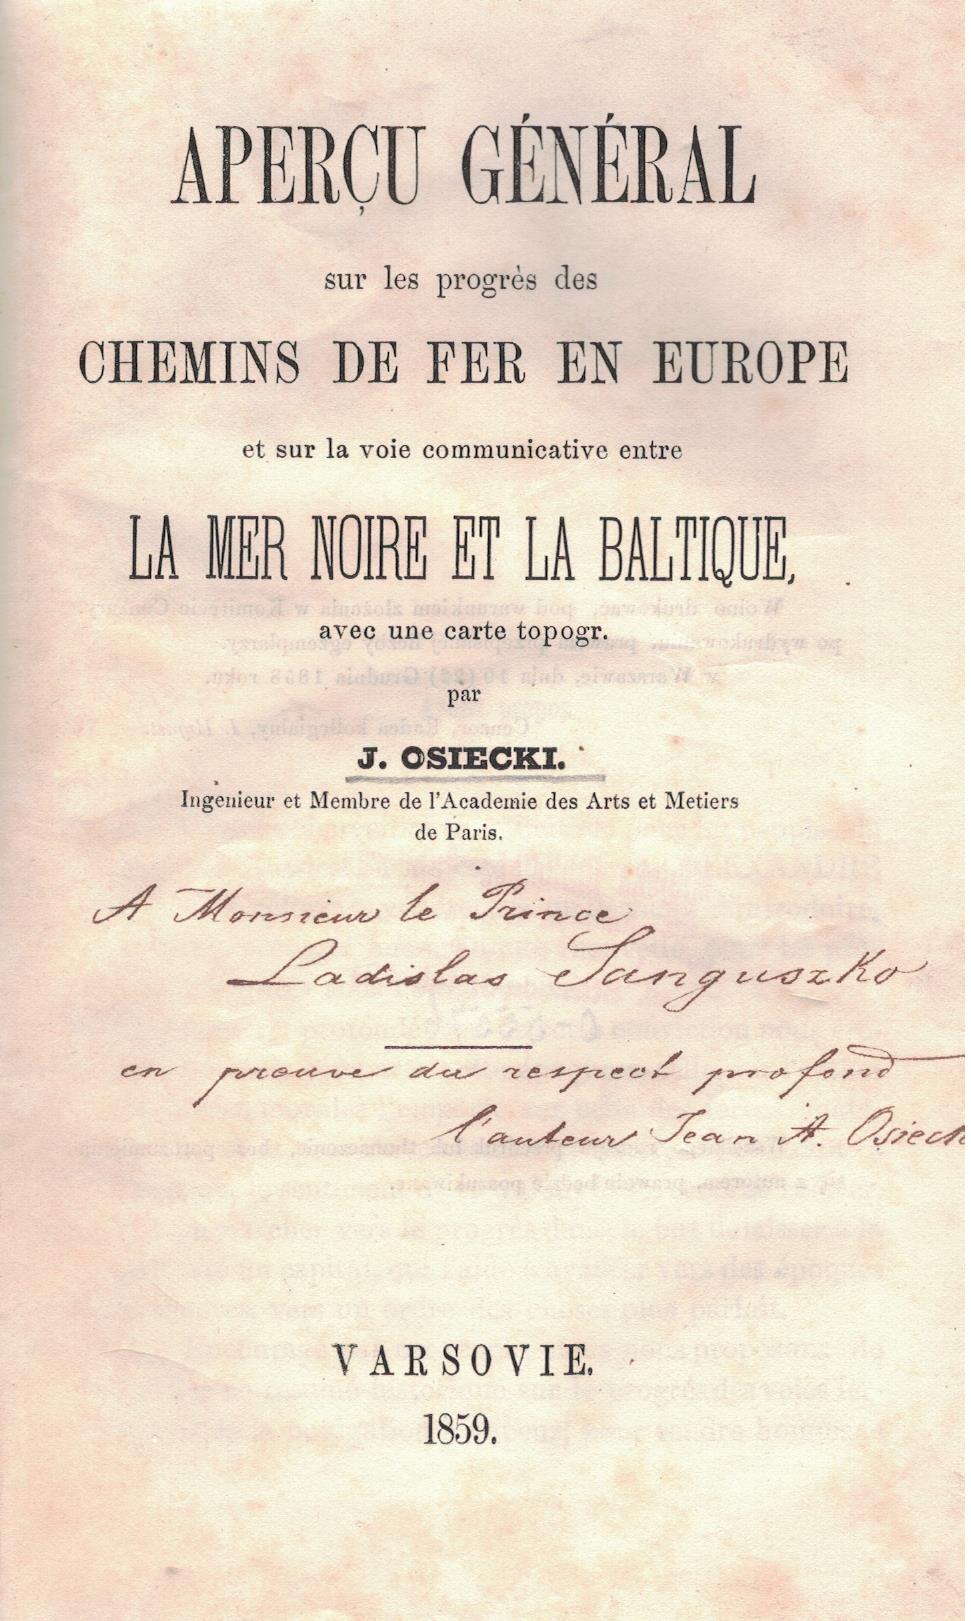 APERÇU GÉNÉRAL
sur les progrès des
CHEMINS DE FER EN EUROPE
et sur la voie communicative entre
LA MER NOIRE ET LA BALTIQUE,
avec une carte topogr.
par
J. OSIECKI.
Ingenieur et Membre de l'Academie des Arts et Metiers
de Paris.
A Monsieur le Prince
Ladislas Sanguszko
en preuve du respect profond
l'auteur Jean A. Osiecki
VARSOVIE.
1859.